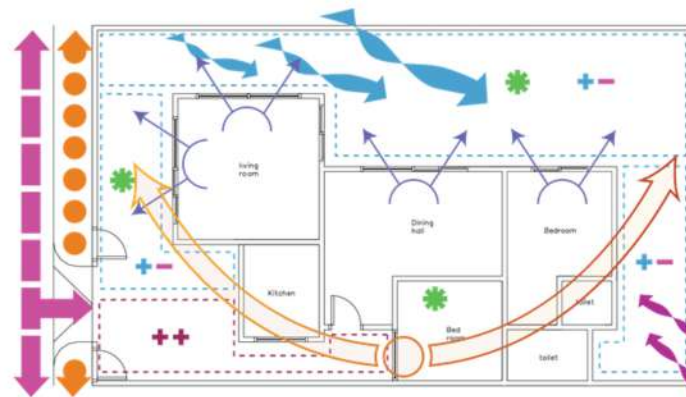 living
room
Dining
hall
Bedroom
Kitchen
Bed
room
toilet
toilet